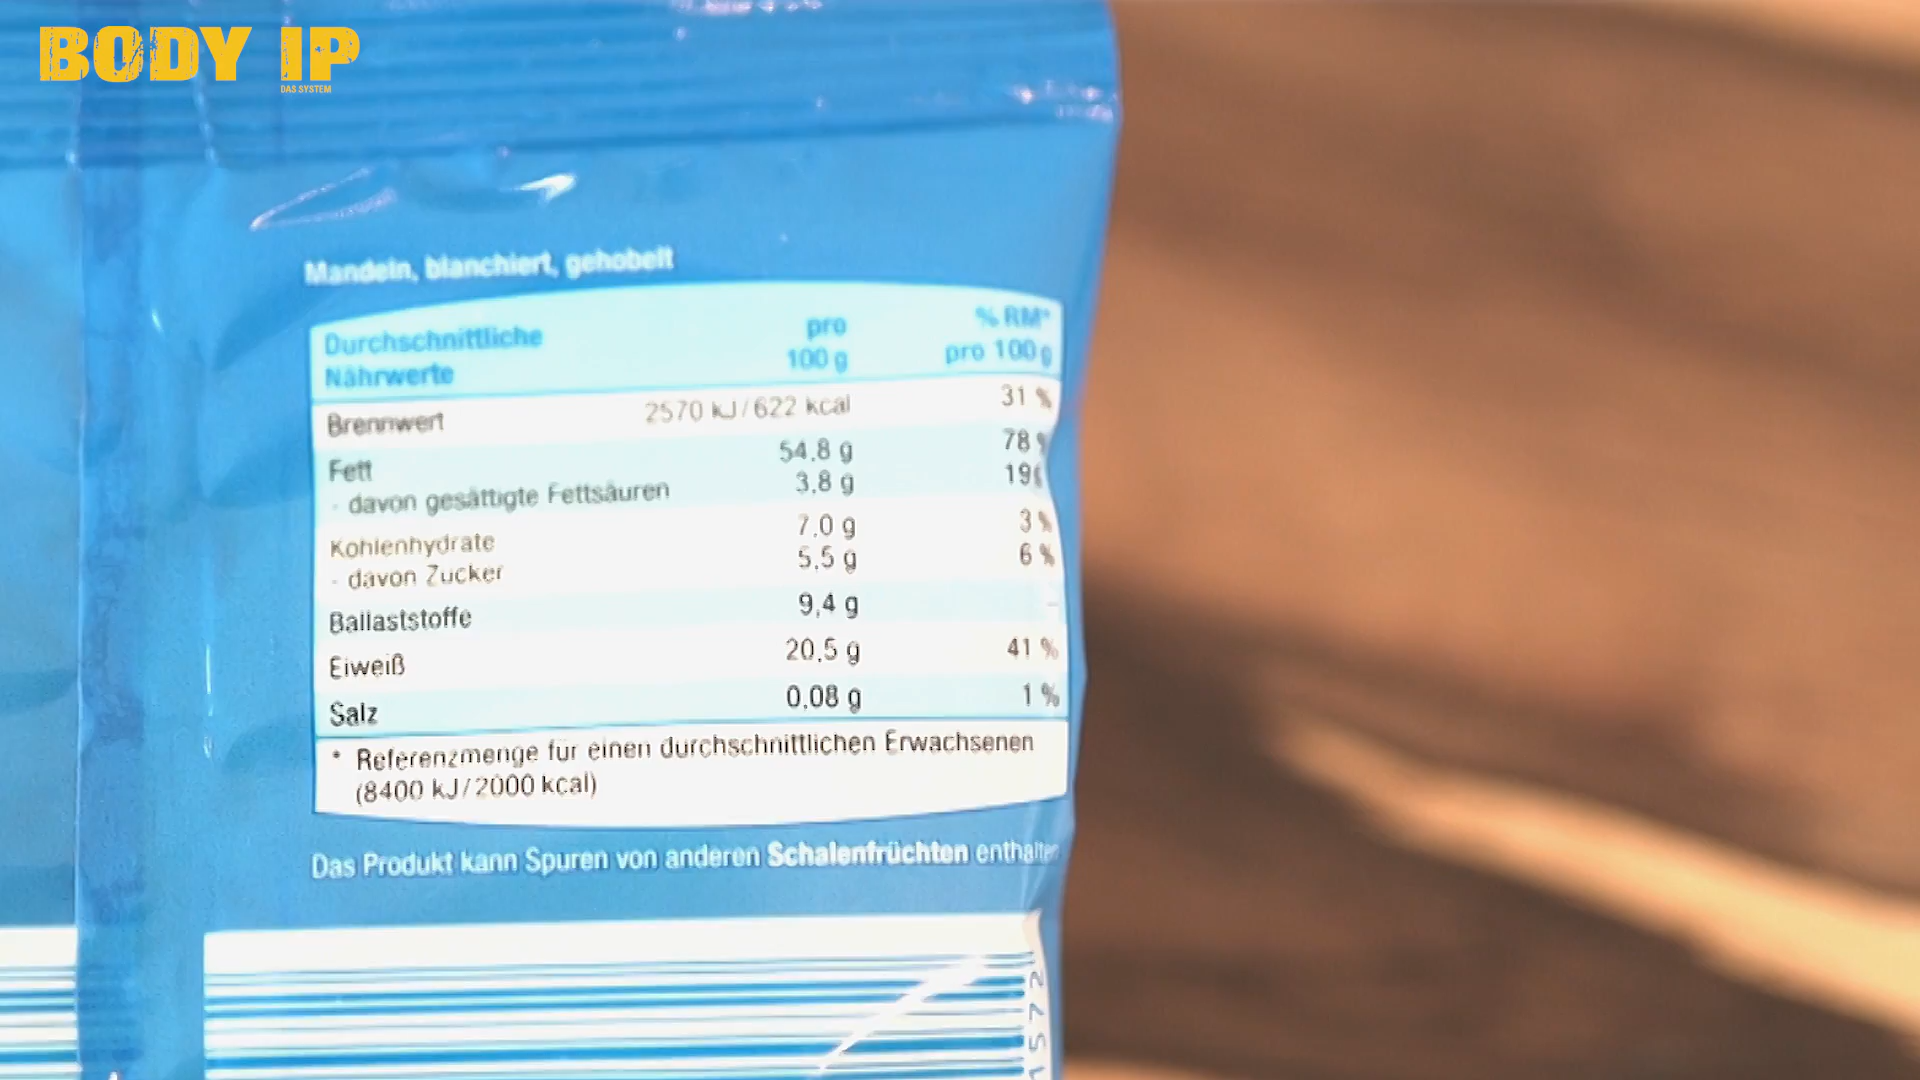 BODY IP
DAS SYSTEM
Mandeln, blanchiert, gehobelt
Durchschnittliche Nährwerte pro 100 g % RM* pro 100 g
Brennwert 2570 kJ/622 kcal 31 %
Fett 54,8 g 78 %
- davon gesättigte Fettsäuren 3,8 g 19
Kohlenhydrate 7,0 g 3 %
- davon Zucker 5,5 g 6 %
Ballaststoffe 9,4 g -
Eiweiß 20,5 g 41 %
Salz 0,08 g 1 %
* Referenzmenge für einen durchschnittlichen Erwachsenen
(8400 kJ/2000 kcal)
Das Produkt kann Spuren von anderen Schalenfrüchten enthalten
1572